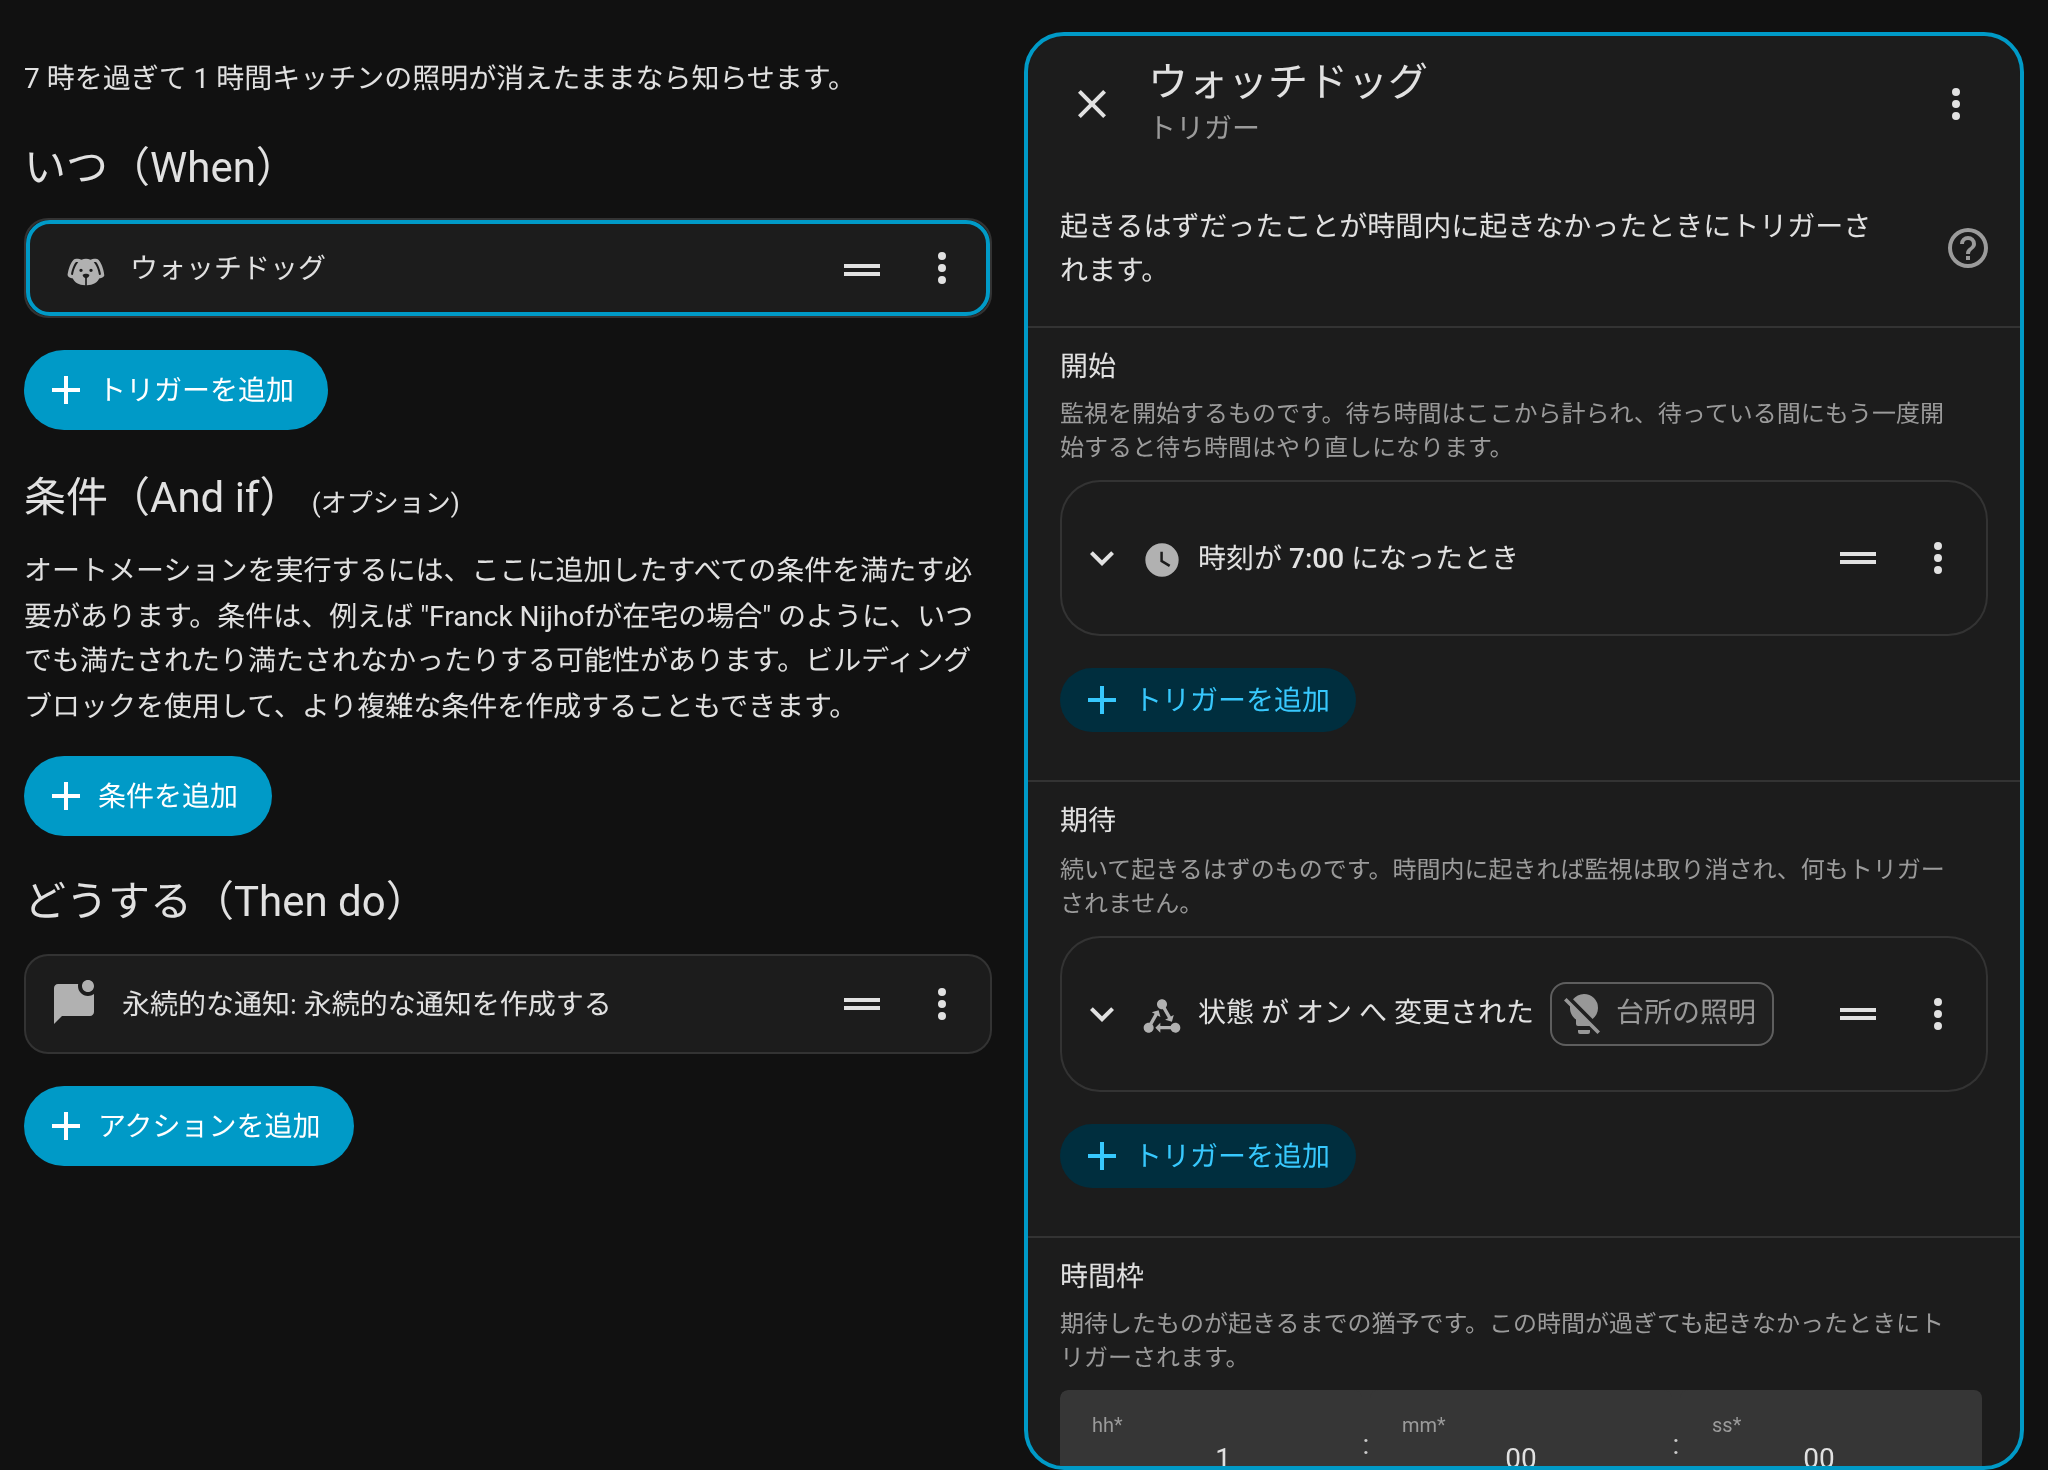 7 時を過ぎて 1 時間キッチンの照明が消えたままなら知らせます。
いつ（When）
ウォッチドッグ
トリガーを追加
条件（And if） (オプション)
オートメーションを実行するには、ここに追加したすべての条件を満たす必
要があります。条件は、例えば "Franck Nijhofが在宅の場合" のように、いつ
でも満たされたり満たされなかったりする可能性があります。ビルディング
ブロックを使用して、より複雑な条件を作成することもできます。
条件を追加
どうする（Then do）
永続的な通知: 永続的な通知を作成する
アクションを追加
ウォッチドッグ
トリガー
起きるはずだったことが時間内に起きなかったときにトリガーさ
れます。
開始
監視を開始するものです。待ち時間はここから計られ、待っている間にもう一度開
始すると待ち時間はやり直しになります。
時刻が 7:00 になったとき
トリガーを追加
期待
続いて起きるはずのものです。時間内に起きれば監視は取り消され、何もトリガー
されません。
状態 が オン へ 変更された 台所の照明
トリガーを追加
時間枠
期待したものが起きるまでの猶予です。この時間が過ぎても起きなかったときにト
リガーされます。
hh* mm* ss*
1 : 00 : 00